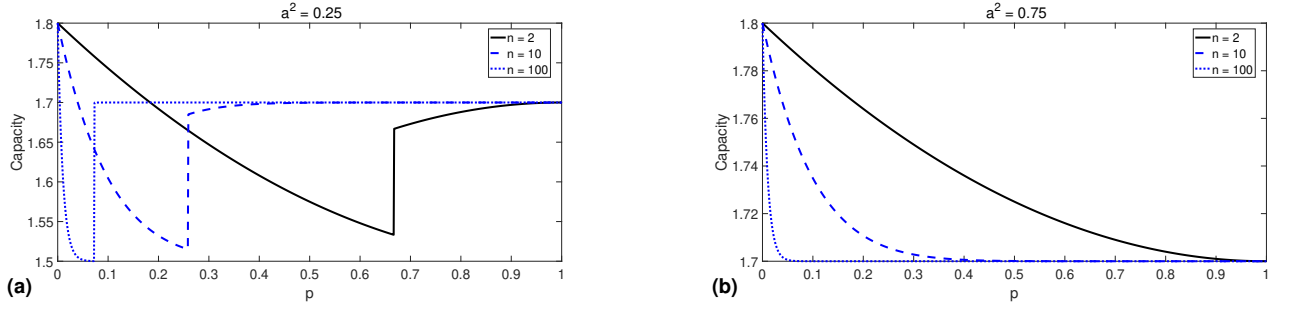 a² = 0.25
1.8
1.75
1.7
1.65
1.6
1.55
1.5
Capacity
0 0.1 0.2 0.3 0.4 0.5 0.6 0.7 0.8 0.9 1
p
n = 2
n = 10
n = 100
(a)
a² = 0.75
1.8
1.78
1.76
1.74
1.72
1.7
Capacity
0 0.1 0.2 0.3 0.4 0.5 0.6 0.7 0.8 0.9 1
p
n = 2
n = 10
n = 100
(b)